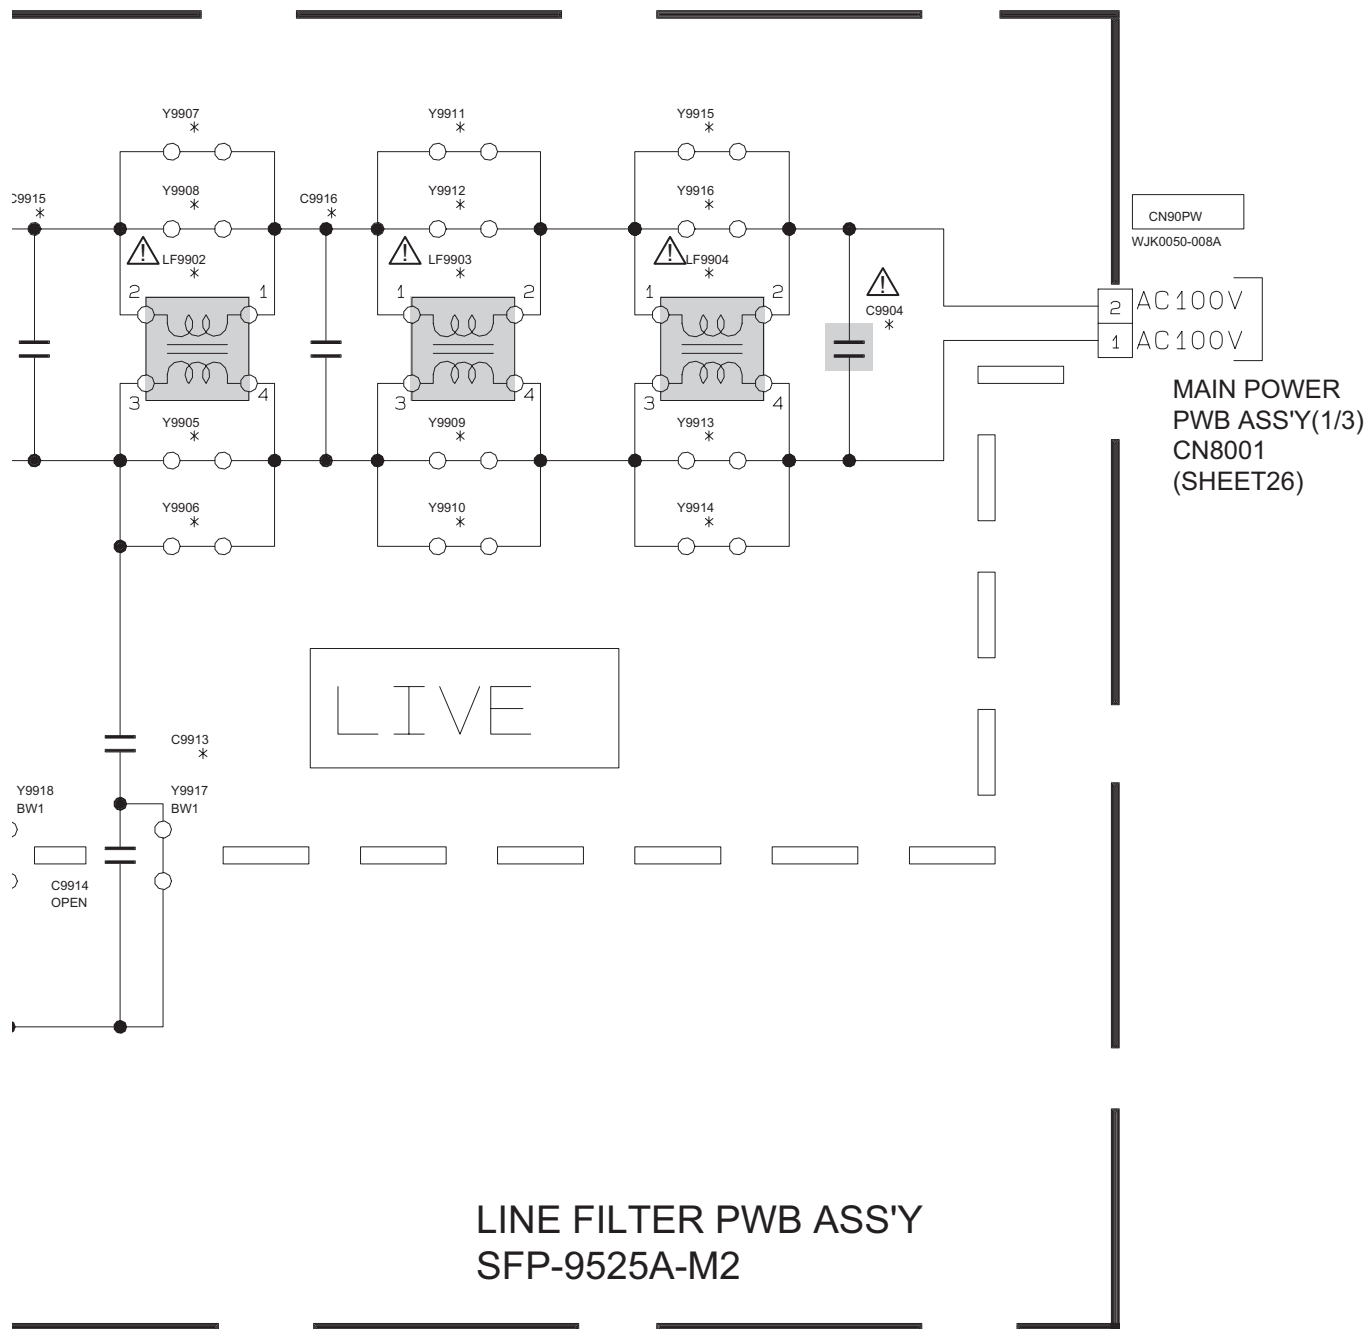 Y9907
*
Y9911
*
Y9915
*
C9915
*
Y9908
*
C9916
*
Y9912
*
Y9916
*
CN90PW
WJK0050-008A
LF9902
*
LF9903
*
LF9904
*
2 1
1 2
1 2
C9904
*
2 AC100V
1 AC100V
3 4
3 4
3 4
MAIN POWER
PWB ASS'Y(1/3)
CN8001
(SHEET26)
Y9905
*
Y9909
*
Y9913
*
Y9906
*
Y9910
*
Y9914
*
LIVE
C9913
*
Y9918
BW1
Y9917
BW1
C9914
OPEN
LINE FILTER PWB ASS'Y
SFP-9525A-M2